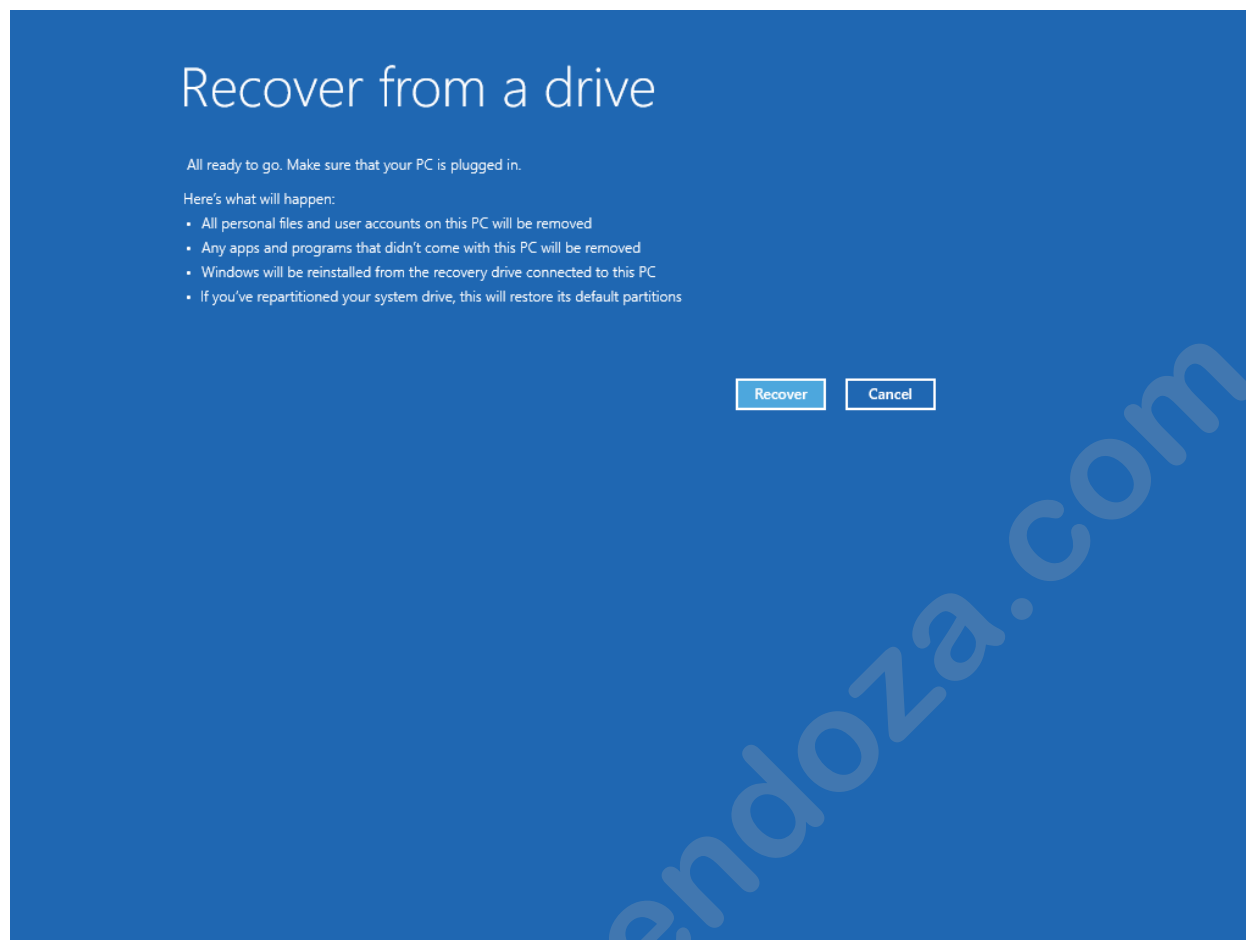 Recover from a drive
All ready to go. Make sure that your PC is plugged in.
Here's what will happen:
▪ All personal files and user accounts on this PC will be removed
▪ Any apps and programs that didn't come with this PC will be removed
▪ Windows will be reinstalled from the recovery drive connected to this PC
▪ If you've repartitioned your system drive, this will restore its default partitions
Recover Cancel
endoza.com